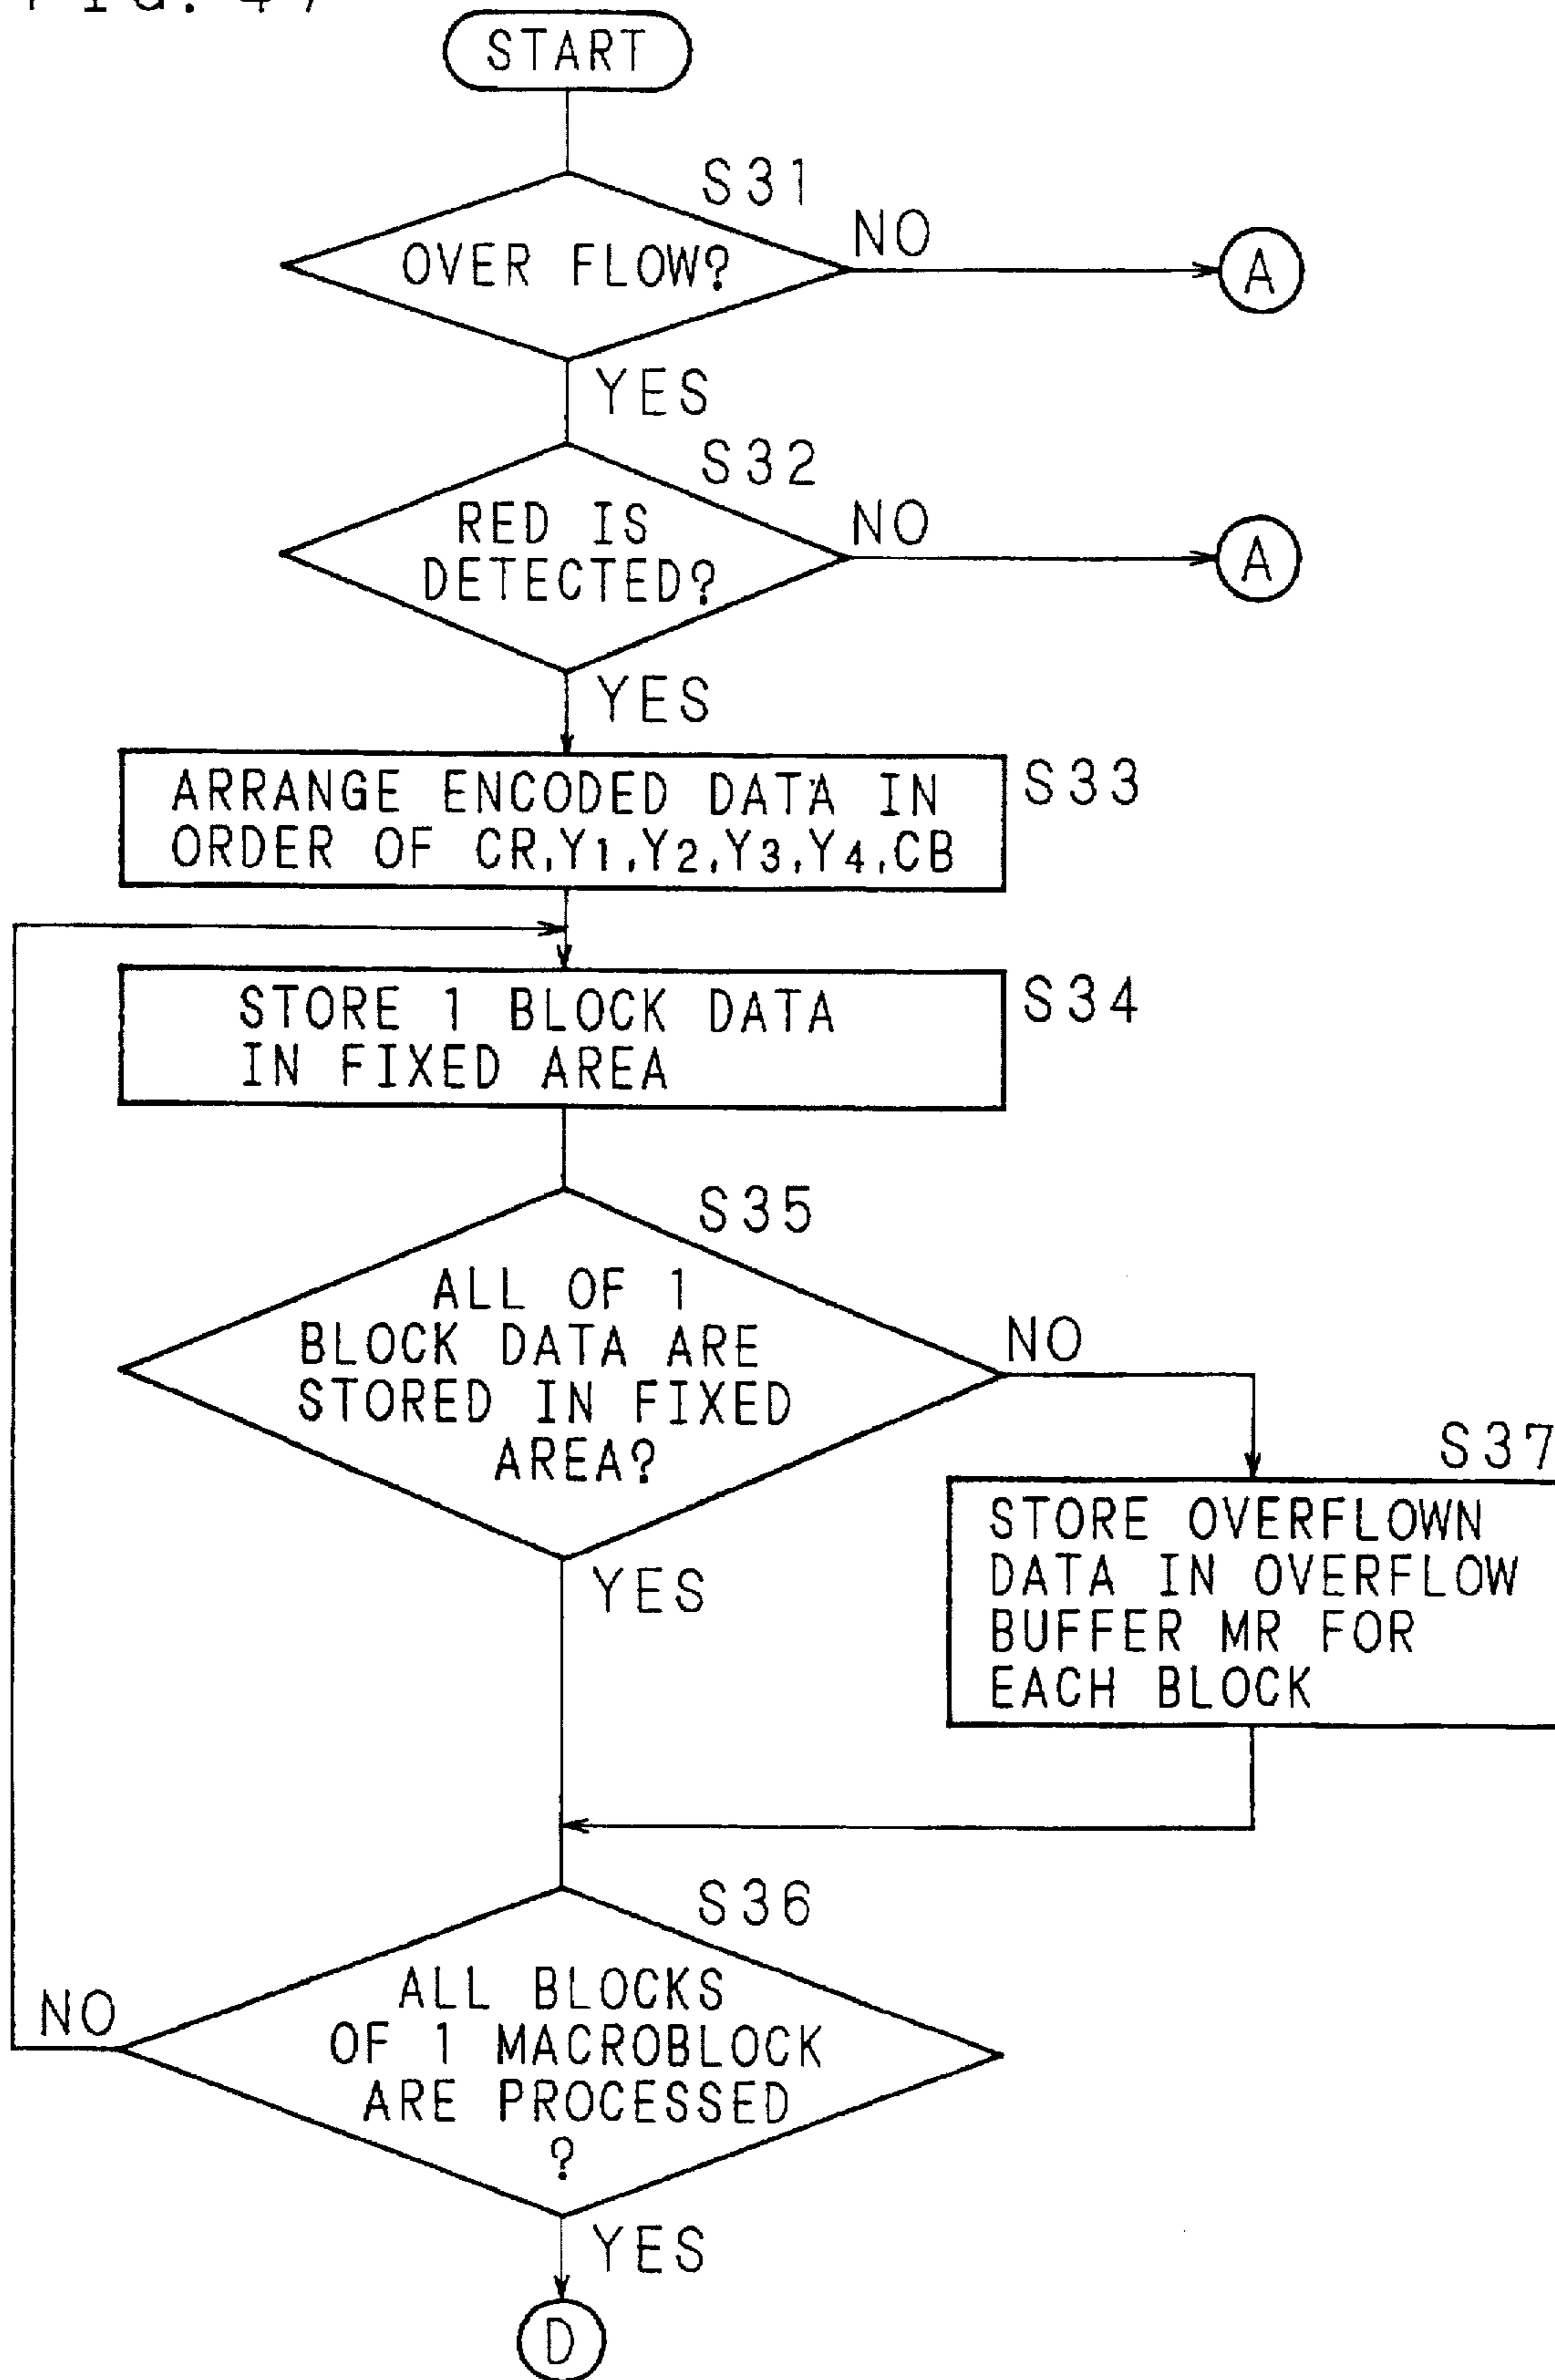 START
S31
OVER FLOW?
NO
A
YES
S32
RED IS
DETECTED?
NO
A
YES
S33
ARRANGE ENCODED DATA IN
ORDER OF CR,Y1,Y2,Y3,Y4,CB
S34
STORE 1 BLOCK DATA
IN FIXED AREA
S35
ALL OF 1
BLOCK DATA ARE
STORED IN FIXED
AREA?
NO
S37
STORE OVERFLOWN
DATA IN OVERFLOW
BUFFER MR FOR
EACH BLOCK
YES
S36
ALL BLOCKS
OF 1 MACROBLOCK
ARE PROCESSED
?
NO
YES
D